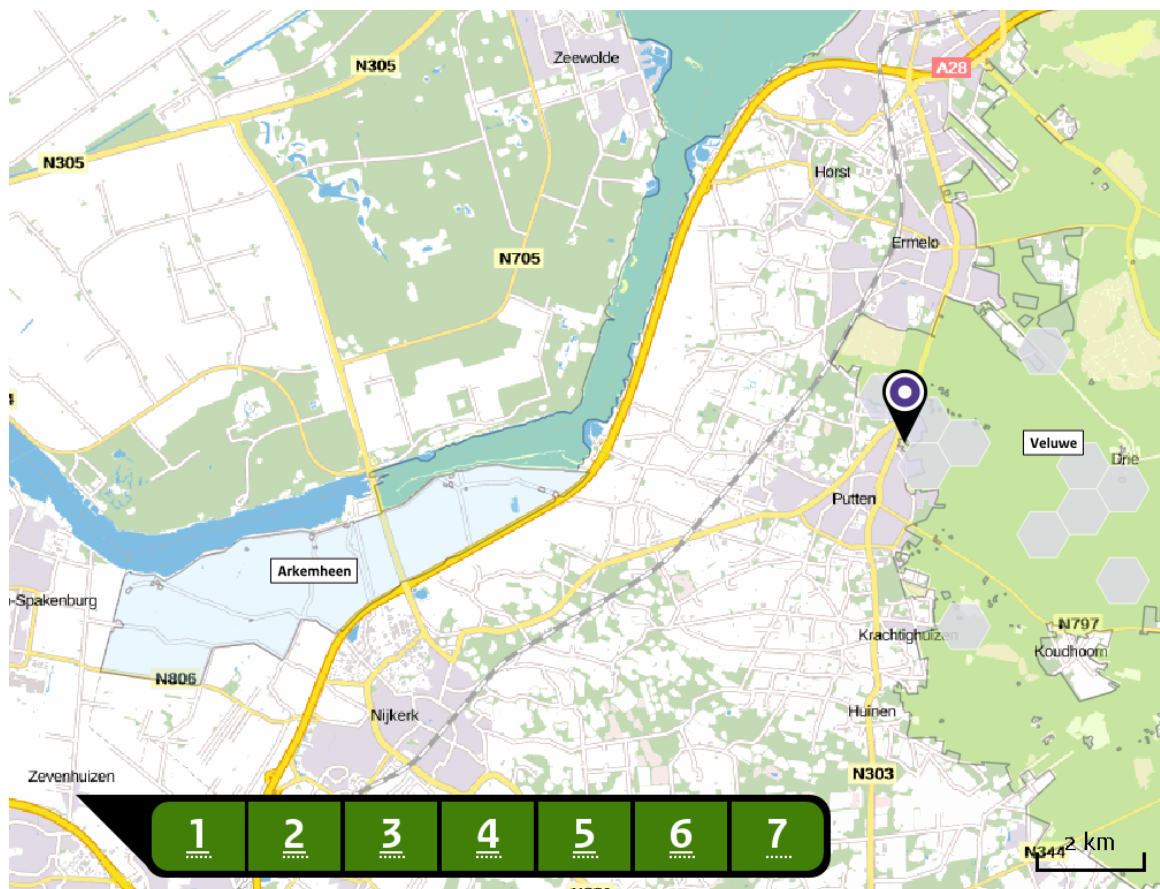 Zeewolde
N305
A28
N305
Horst
Ermelo
N705
Veluwe
Drie
Putten
Arkemheen
-Spakenburg
N797
Krachtighuizen
Koudhoorn
N806
Huinen
Nijkerk
Zevenhuizen
N303
1 2 3 4 5 6 7
2 km
N344